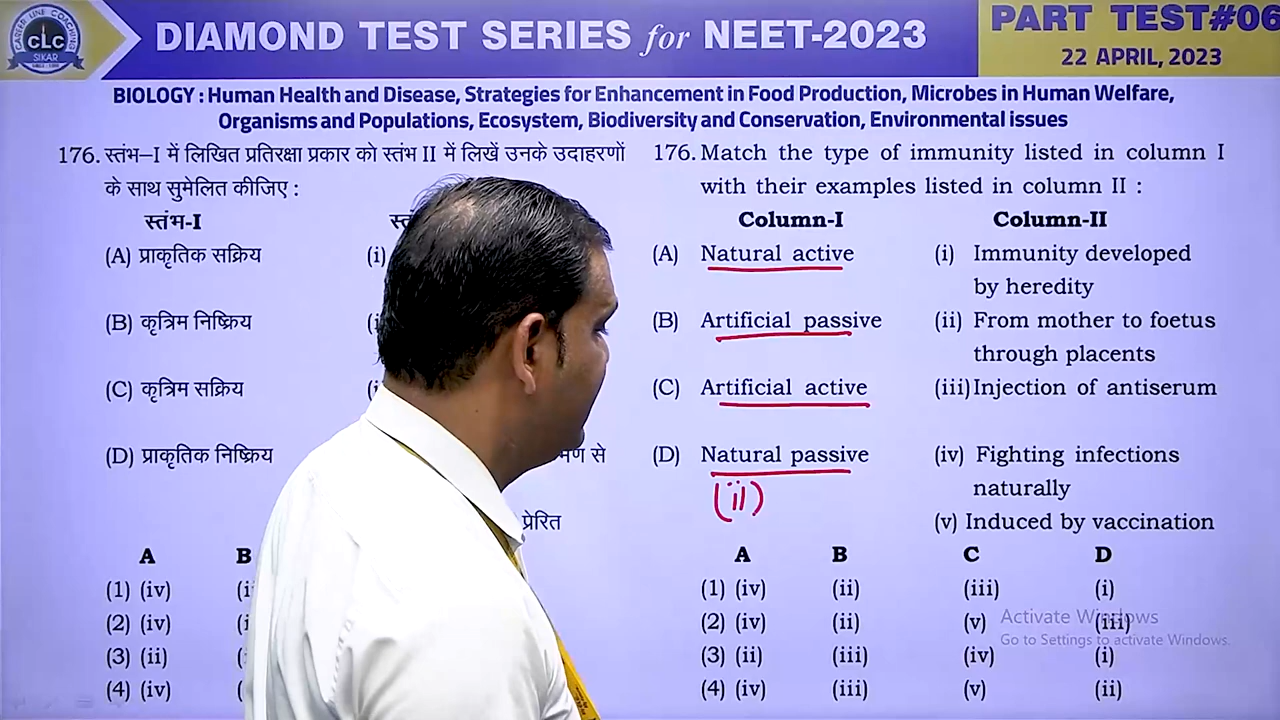 CAREER LINE COACHING
CLC
SIKAR
DIAMOND TEST SERIES for NEET-2023
PART TEST#06
22 APRIL, 2023
BIOLOGY : Human Health and Disease, Strategies for Enhancement in Food Production, Microbes in Human Welfare,
Organisms and Populations, Ecosystem, Biodiversity and Conservation, Environmental issues
176. स्तंभ–I में लिखित प्रतिरक्षा प्रकार को स्तंभ II में लिखें उनके उदाहरणों
के साथ सुमेलित कीजिए :
स्तंभ-I
(A) प्राकृतिक सक्रिय (i)
(B) कृत्रिम निष्क्रिय
(C) कृत्रिम सक्रिय
(D) प्राकृतिक निष्क्रिय से
प्रेरित
A B
(1) (iv)
(2) (iv)
(3) (ii)
(4) (iv)
176. Match the type of immunity listed in column I
with their examples listed in column II :
Column-I Column-II
(A) Natural active (i) Immunity developed
by heredity
(B) Artificial passive (ii) From mother to foetus
through placents
(C) Artificial active (iii) Injection of antiserum
(D) Natural passive (iv) Fighting infections
(ii) naturally
(v) Induced by vaccination
A B C D
(1) (iv) (ii) (iii) (i)
(2) (iv) (ii) (v) (iii)
(3) (ii) (iii) (iv) (i)
(4) (iv) (iii) (v) (ii)
Activate Windows
Go to Settings to activate Windows.